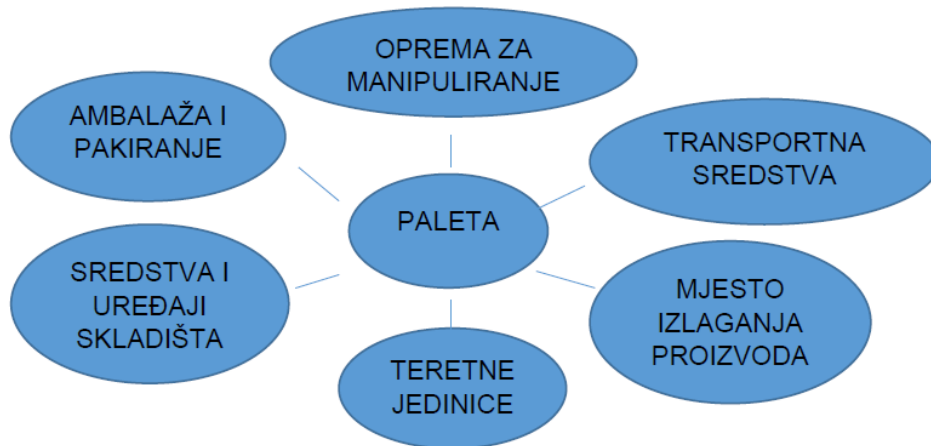 OPREMA ZA
MANIPULIRANJE
AMBALAŽA I
PAKIRANJE
TRANSPORTNA
SREDSTVA
PALETA
SREDSTVA I
UREĐAJI
SKLADIŠTA
MJESTO
IZLAGANJA
PROIZVODA
TERETNE
JEDINICE